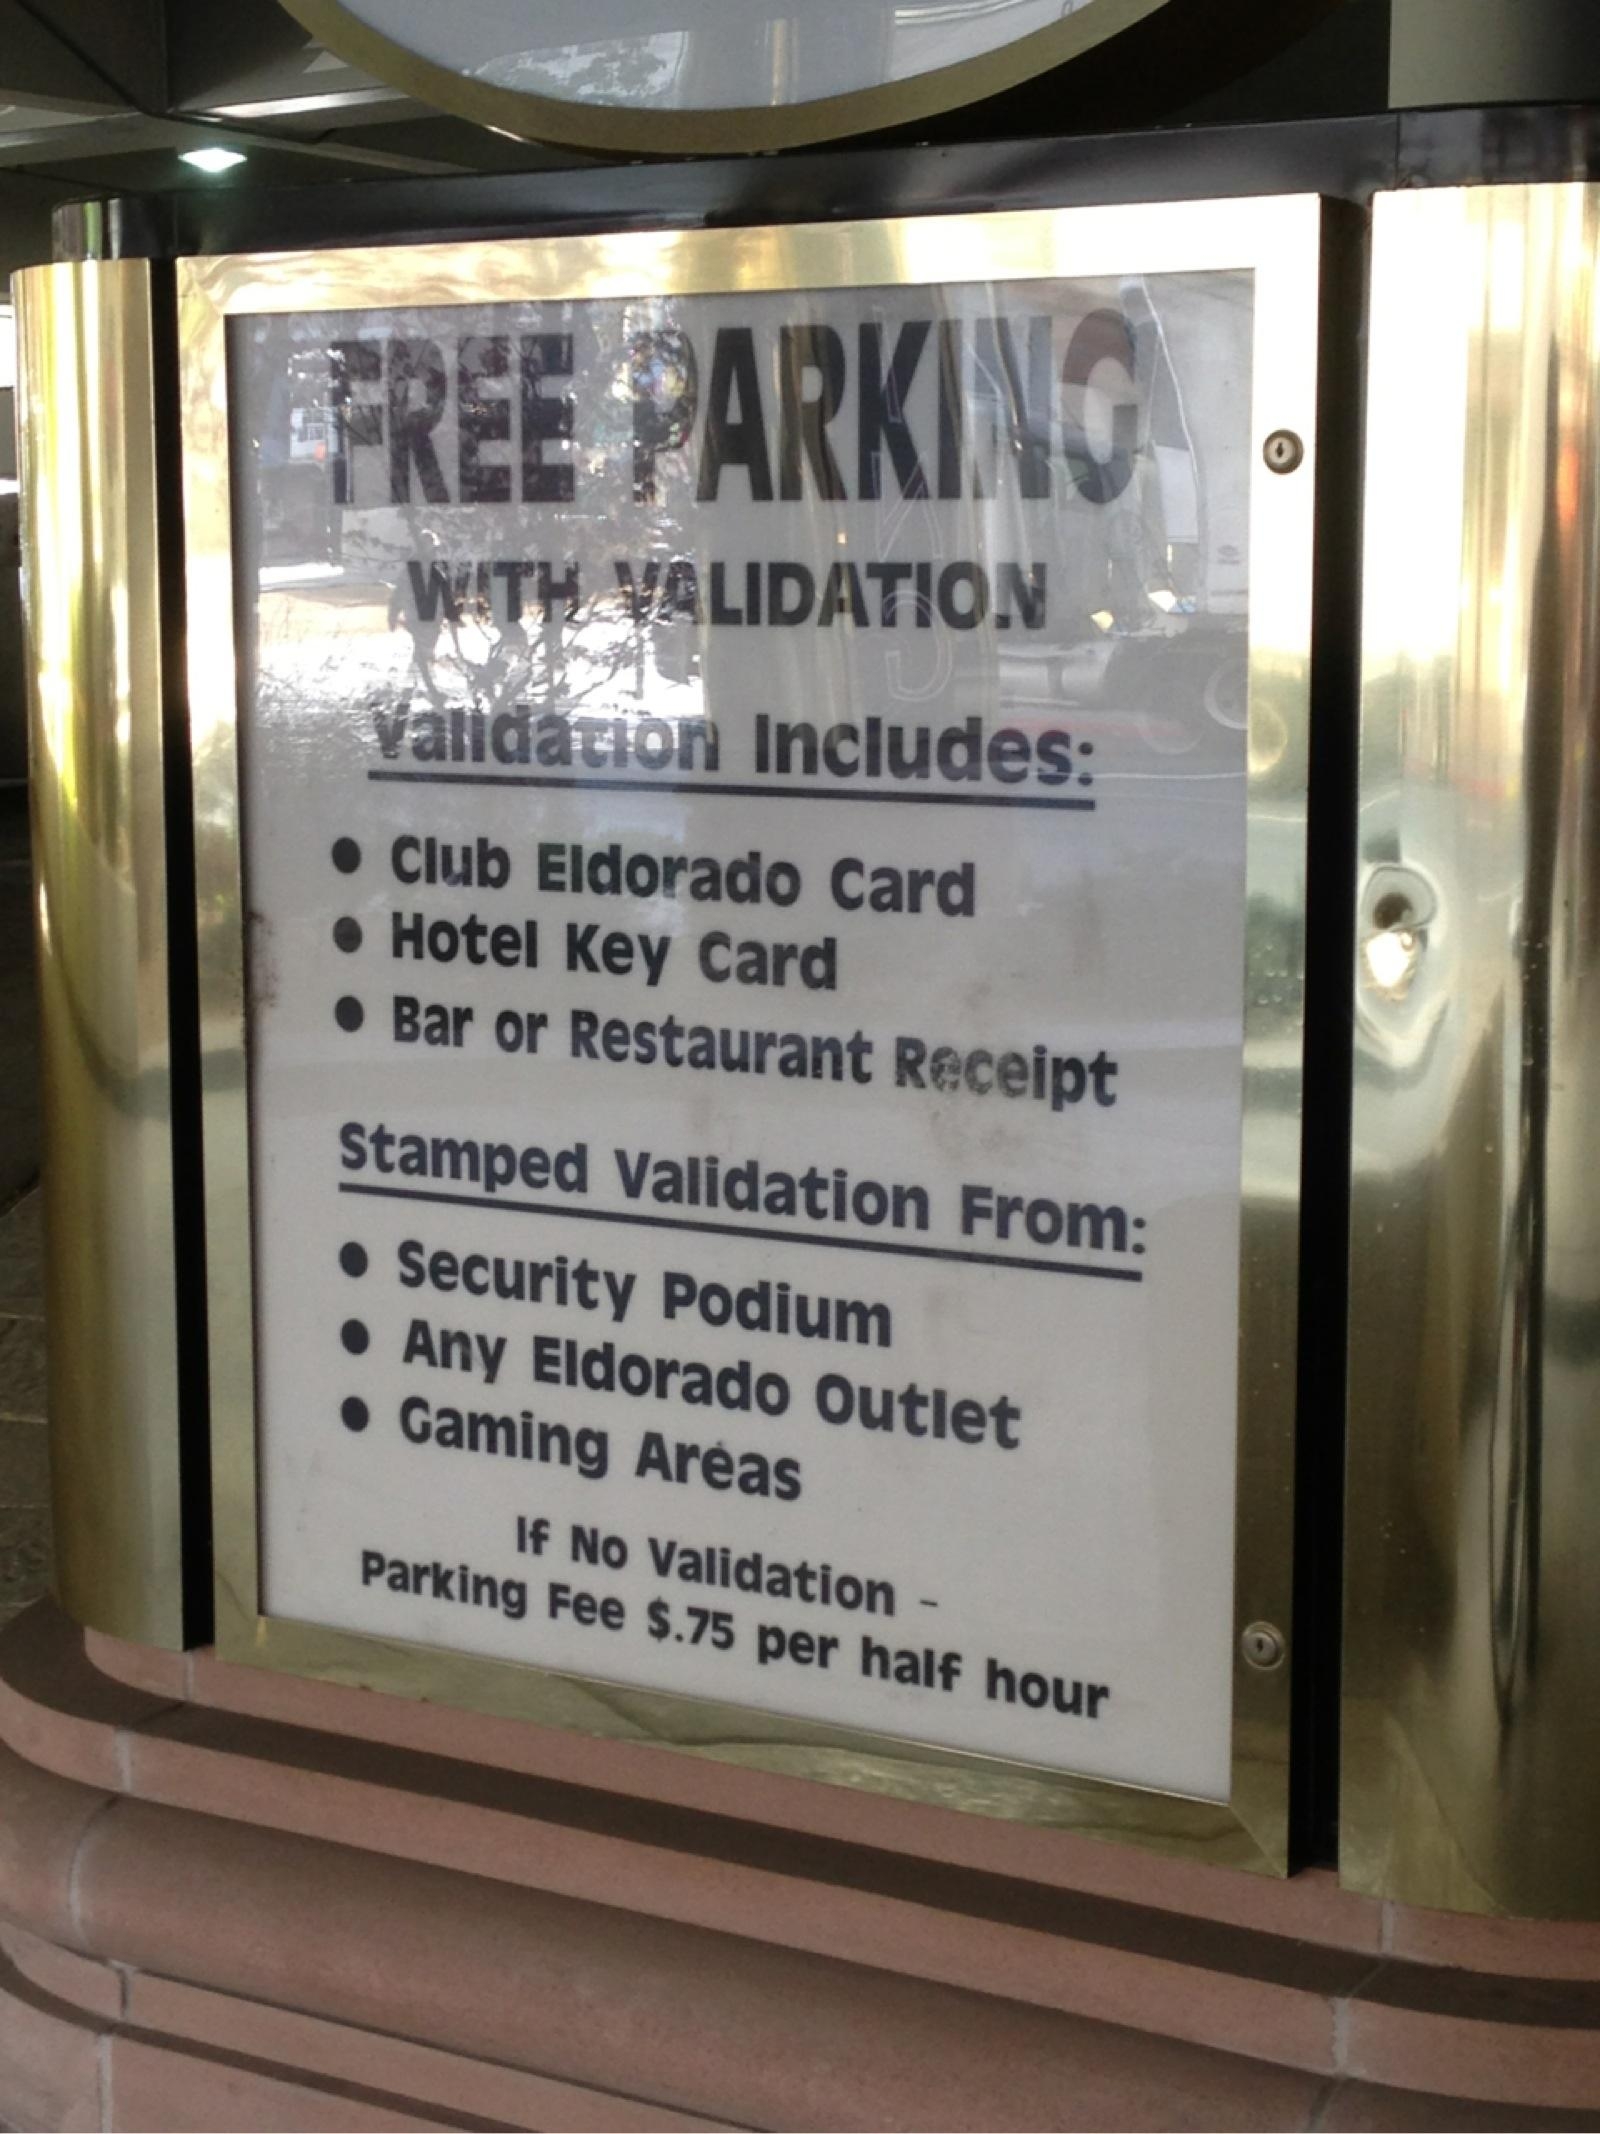 FREE PARKING
WITH VALIDATION
Validation Includes:
● Club Eldorado Card
● Hotel Key Card
● Bar or Restaurant Receipt
Stamped Validation From:
● Security Podium
● Any Eldorado Outlet
● Gaming Areas
If No Validation -
Parking Fee $.75 per half hour